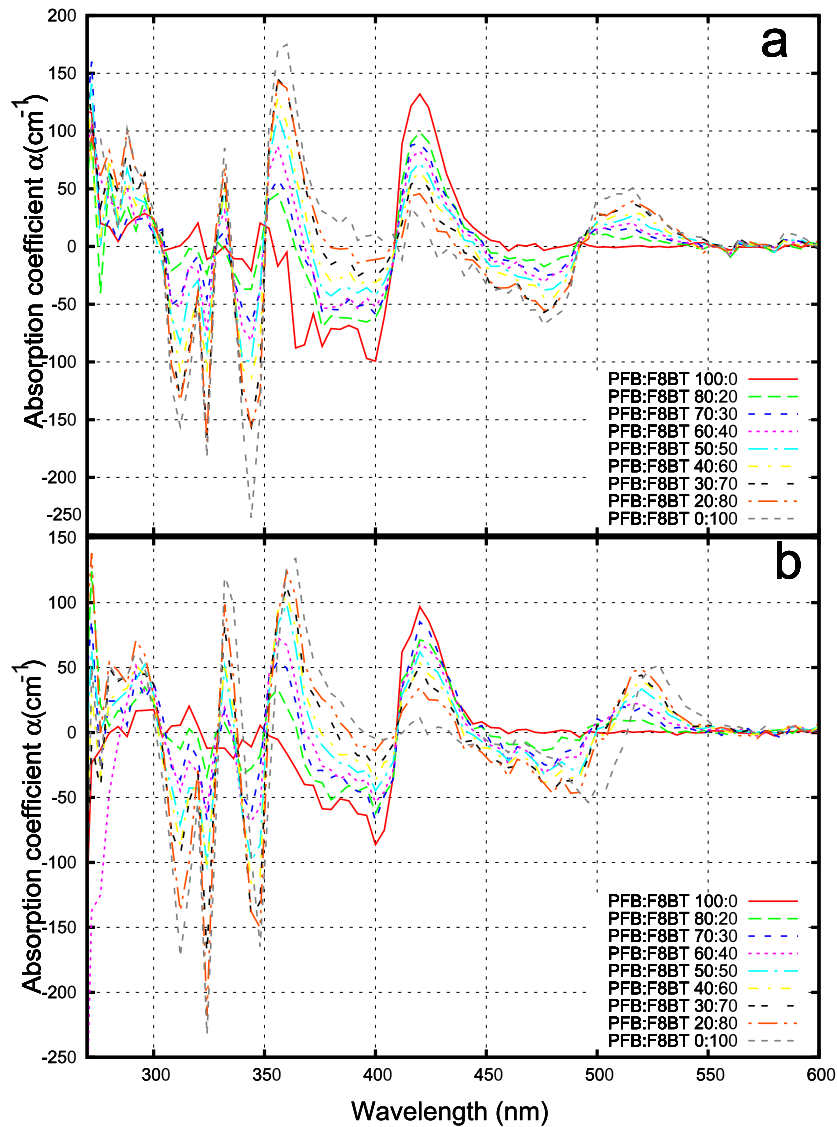 200
150
100
50
0
-50
-100
-150
-200
-250
Absorption coefficient α(cm⁻¹)
a
PFB:F8BT 100:0
PFB:F8BT 80:20
PFB:F8BT 70:30
PFB:F8BT 60:40
PFB:F8BT 50:50
PFB:F8BT 40:60
PFB:F8BT 30:70
PFB:F8BT 20:80
PFB:F8BT 0:100
150
100
50
0
-50
-100
-150
-200
-250
Absorption coefficient α(cm⁻¹)
b
PFB:F8BT 100:0
PFB:F8BT 80:20
PFB:F8BT 70:30
PFB:F8BT 60:40
PFB:F8BT 50:50
PFB:F8BT 40:60
PFB:F8BT 30:70
PFB:F8BT 20:80
PFB:F8BT 0:100
300 350 400 450 500 550 600
Wavelength (nm)